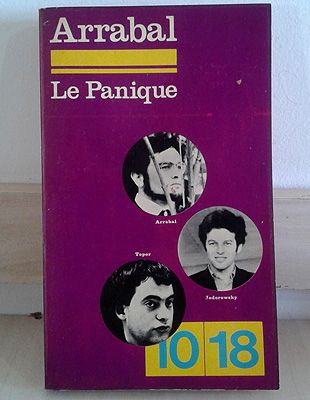 Arrabal
Le Panique
Arrabal
Topor
Jodorowsky
10 18